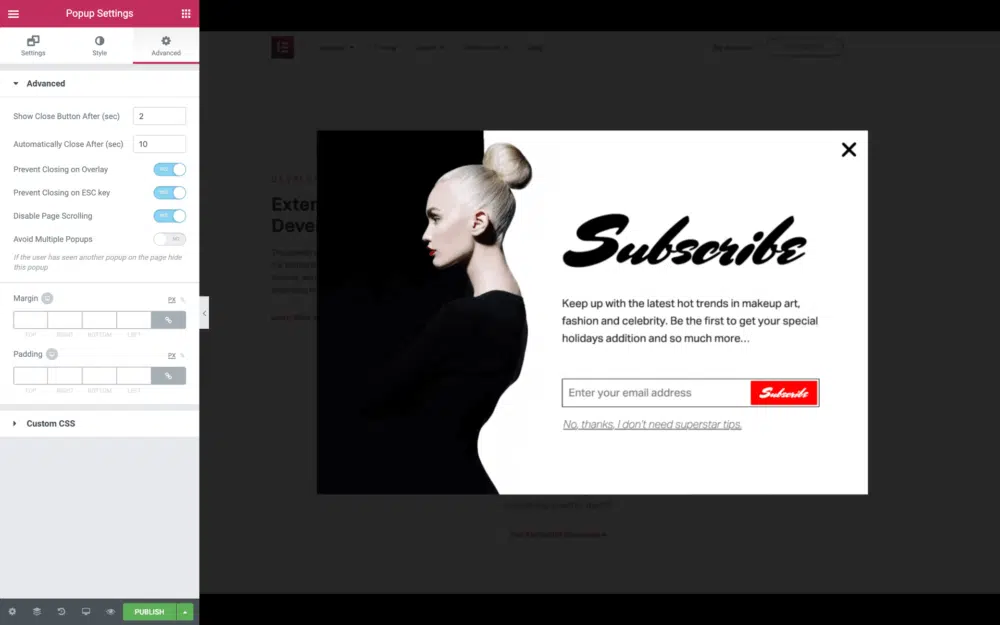 Popup Settings
Settings
Style
Advanced
Advanced
Show Close Button After (sec)
2
Automatically Close After (sec)
10
Prevent Closing on Overlay
YES
Prevent Closing on ESC key
YES
Disable Page Scrolling
YES
Avoid Multiple Popups
NO
If the user has seen another popup on the page hide
this popup
Margin
PX %
TOP RIGHT BOTTOM LEFT
Padding
PX %
TOP RIGHT BOTTOM LEFT
Custom CSS
PUBLISH
Subscribe
Keep up with the latest hot trends in makeup art,
fashion and celebrity. Be the first to get your special
holidays addition and so much more...
Enter your email address
Subscribe
No, thanks, I don't need superstar tips.